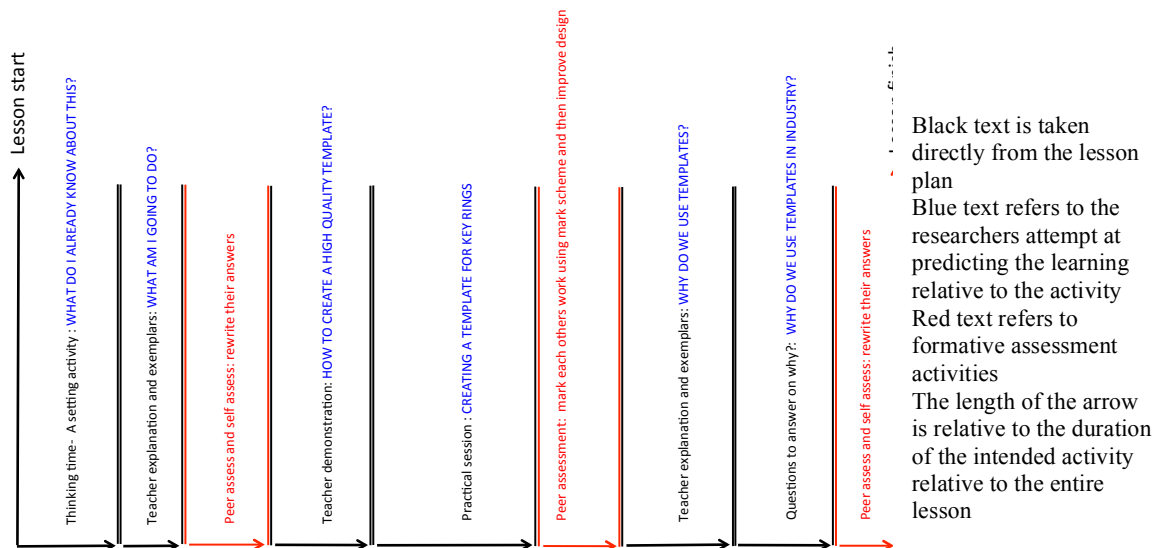 Lesson start
Thinking time- A setting activity : WHAT DO I ALREADY KNOW ABOUT THIS?
Teacher explanation and exemplars: WHAT AM I GOING TO DO?
Peer assess and self assess: rewrite their answers
Teacher demonstration: HOW TO CREATE A HIGH QUALITY TEMPLATE?
Practical session : CREATING A TEMPLATE FOR KEY RINGS
Peer assessment: mark each others work using mark scheme and then improve design
Teacher explanation and exemplars: WHY DO WE USE TEMPLATES?
Questions to answer on why?: WHY DO WE USE TEMPLATES IN INDUSTRY?
Peer assess and self assess: rewrite their answers
Black text is taken
directly from the lesson
plan
Blue text refers to the
researchers attempt at
predicting the learning
relative to the activity
Red text refers to
formative assessment
activities
The length of the arrow
is relative to the duration
of the intended activity
relative to the entire
lesson